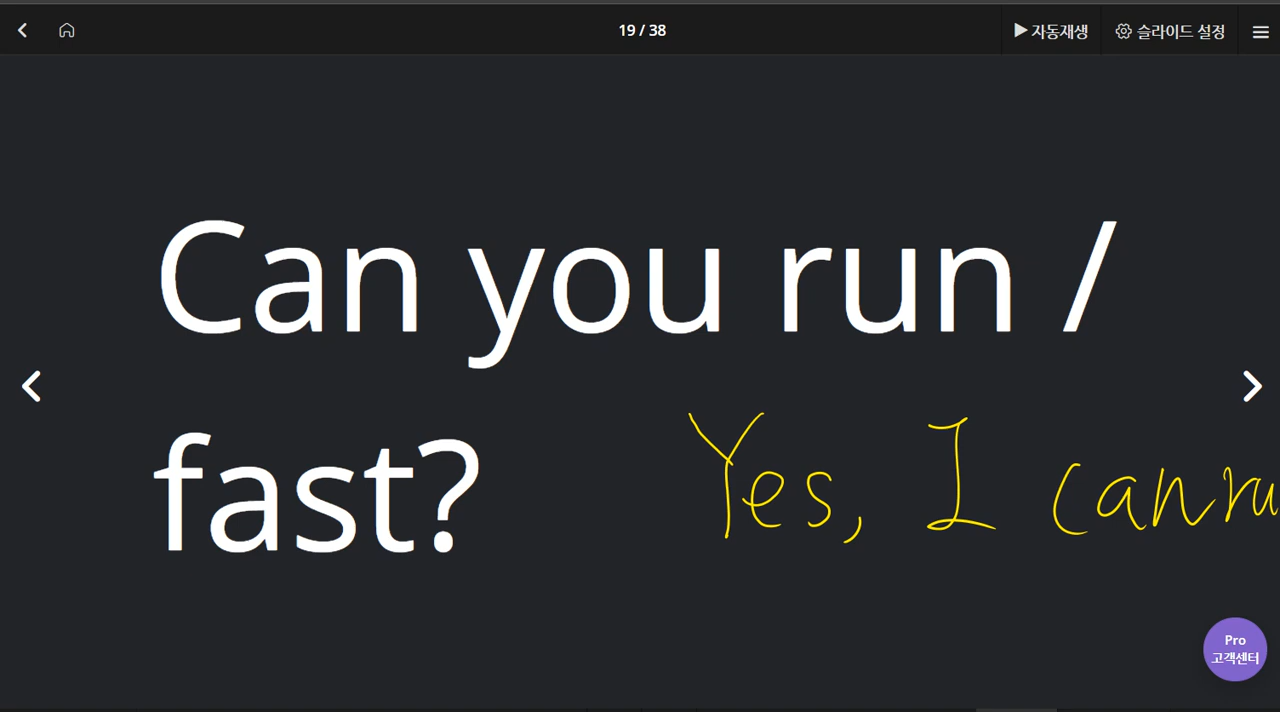 19 / 38
자동재생
슬라이드 설정
Can you run /
fast?
Yes, I can ru
Pro
고객센터